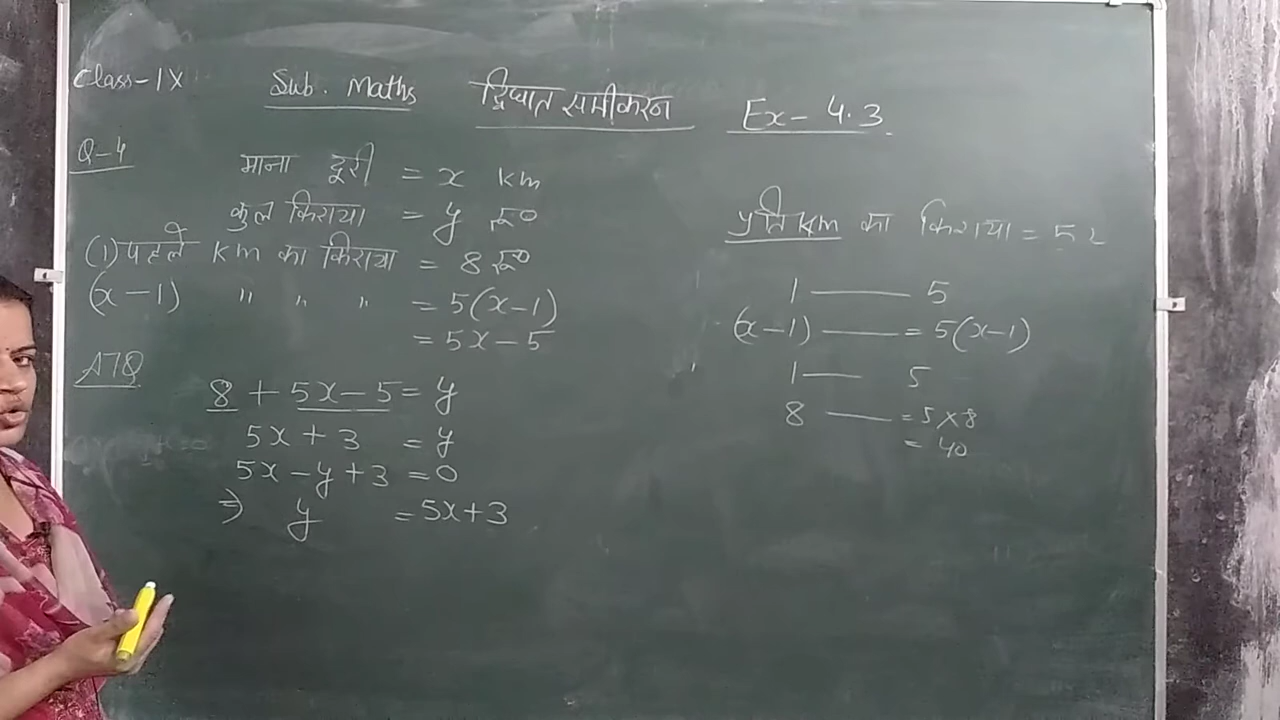 Class-IX Sub. Maths द्विघात समीकरन Ex- 4.3
Q-4
माना दूरी = x km
कुल किराया = y रू०
(1) पहले km का किराया = 8 रू०
(x-1) " " " = 5(x-1)
= 5x-5
ATQ
8 + 5x-5 = y
5x+3 = y
5x-y+3 = 0
⇒ y = 5x+3
प्रति km का किराया = 5
1 —— 5
(x-1) —— = 5(x-1)
1 —— 5
8 —— = 5×8
= 40